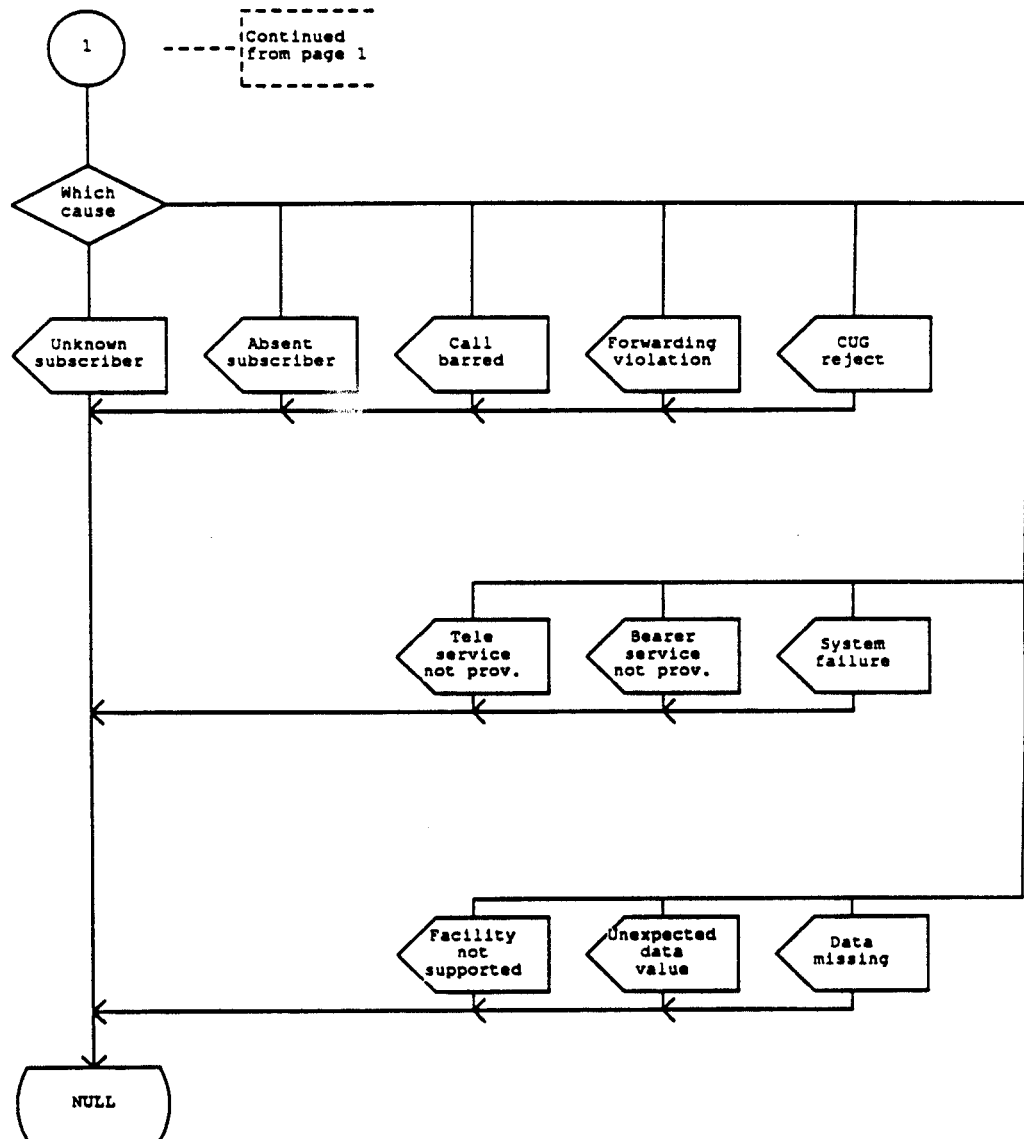 1
Continued
from page 1
Which
cause
Unknown
subscriber
Absent
subscriber
Call
barred
Forwarding
violation
CUG
reject
Tele
service
not prov.
Bearer
service
not prov.
System
failure
Facility
not
supported
Unexpected
data
value
Data
missing
NULL